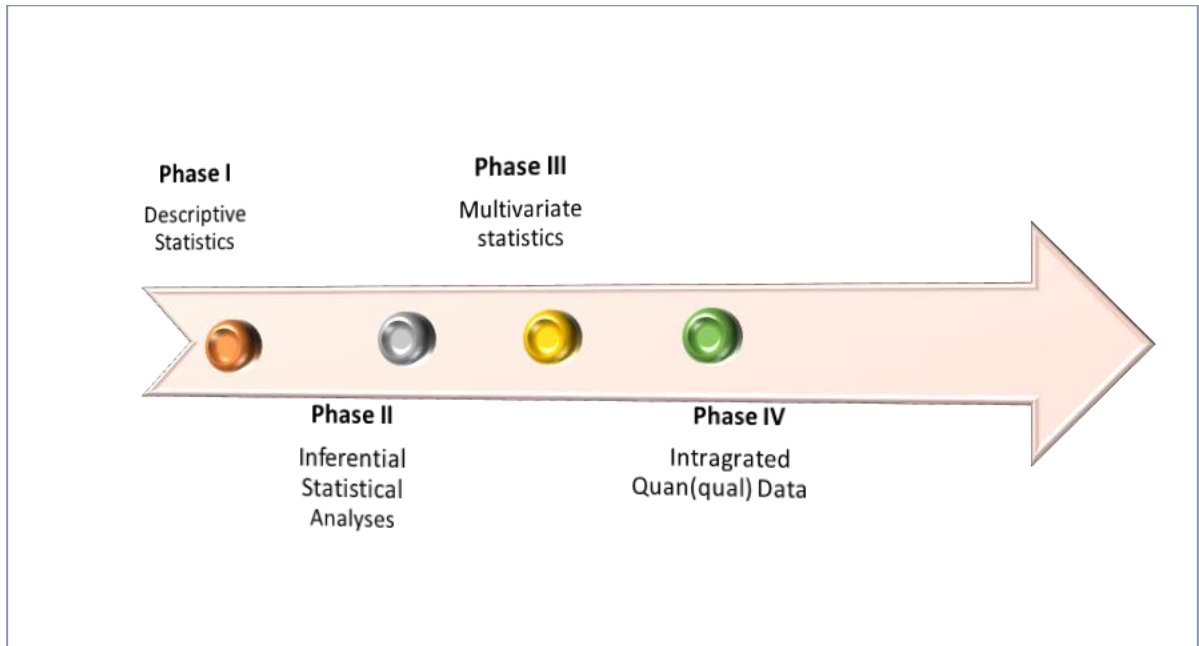 Phase I
Descriptive
Statistics
Phase II
Inferential
Statistical
Analyses
Phase III
Multivariate
statistics
Phase IV
Intragrated
Quan(qual) Data